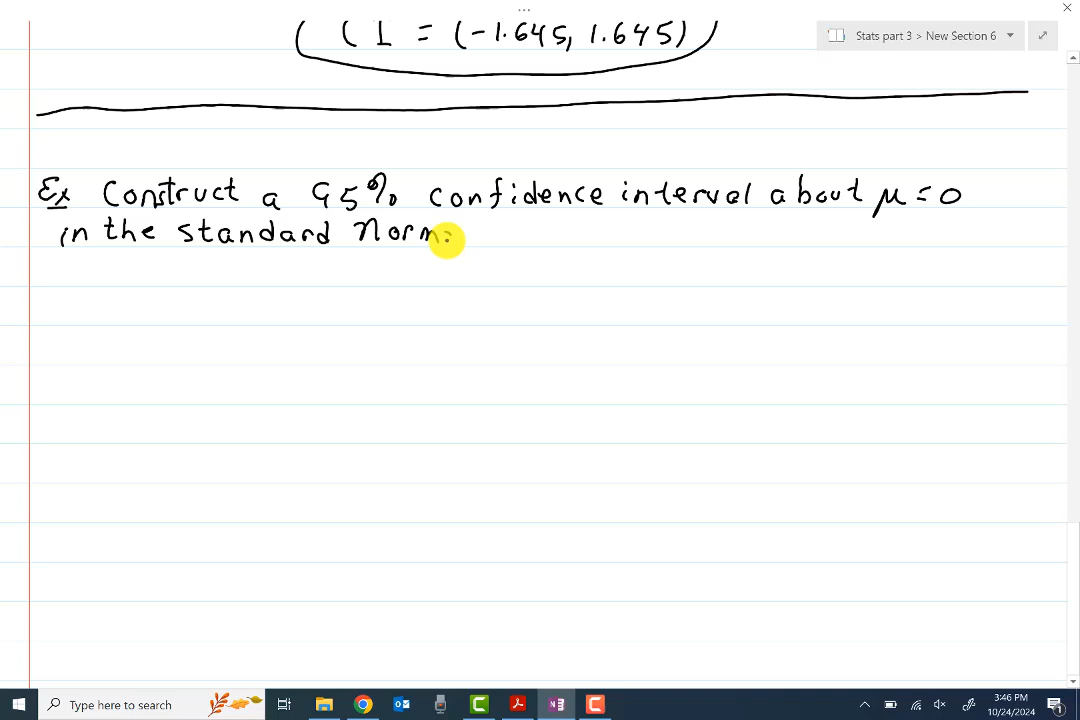 CI = (-1.645, 1.645)
Stats part 3 > New Section 6
Ex Construct a 95% confidence interval about μ = 0
in the standard Norm
Type here to search
3:46 PM
10/24/2024
1